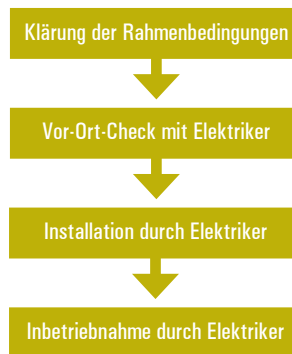 Klärung der Rahmenbedingungen
Vor-Ort-Check mit Elektriker
Installation durch Elektriker
Inbetriebnahme durch Elektriker